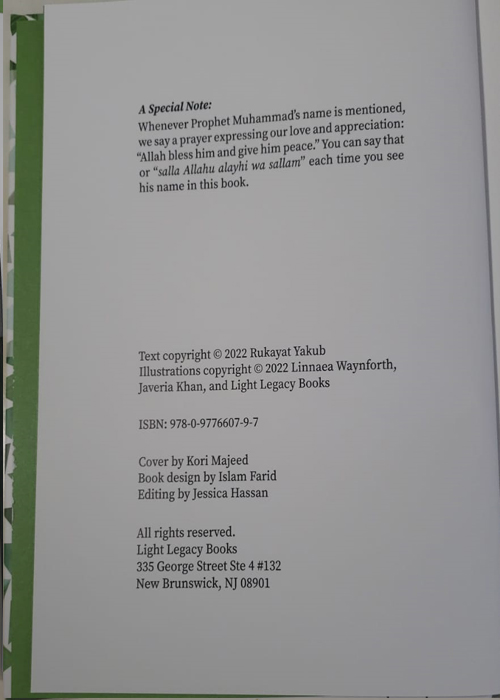 A Special Note:
Whenever Prophet Muhammad's name is mentioned,
we say a prayer expressing our love and appreciation:
"Allah bless him and give him peace." You can say that
or "salla Allahu alayhi wa sallam" each time you see
his name in this book.
Text copyright © 2022 Rukayat Yakub
Illustrations copyright © 2022 Linnaea Waynforth,
Javeria Khan, and Light Legacy Books
ISBN: 978-0-9776607-9-7
Cover by Kori Majeed
Book design by Islam Farid
Editing by Jessica Hassan
All rights reserved.
Light Legacy Books
335 George Street Ste 4 #132
New Brunswick, NJ 08901